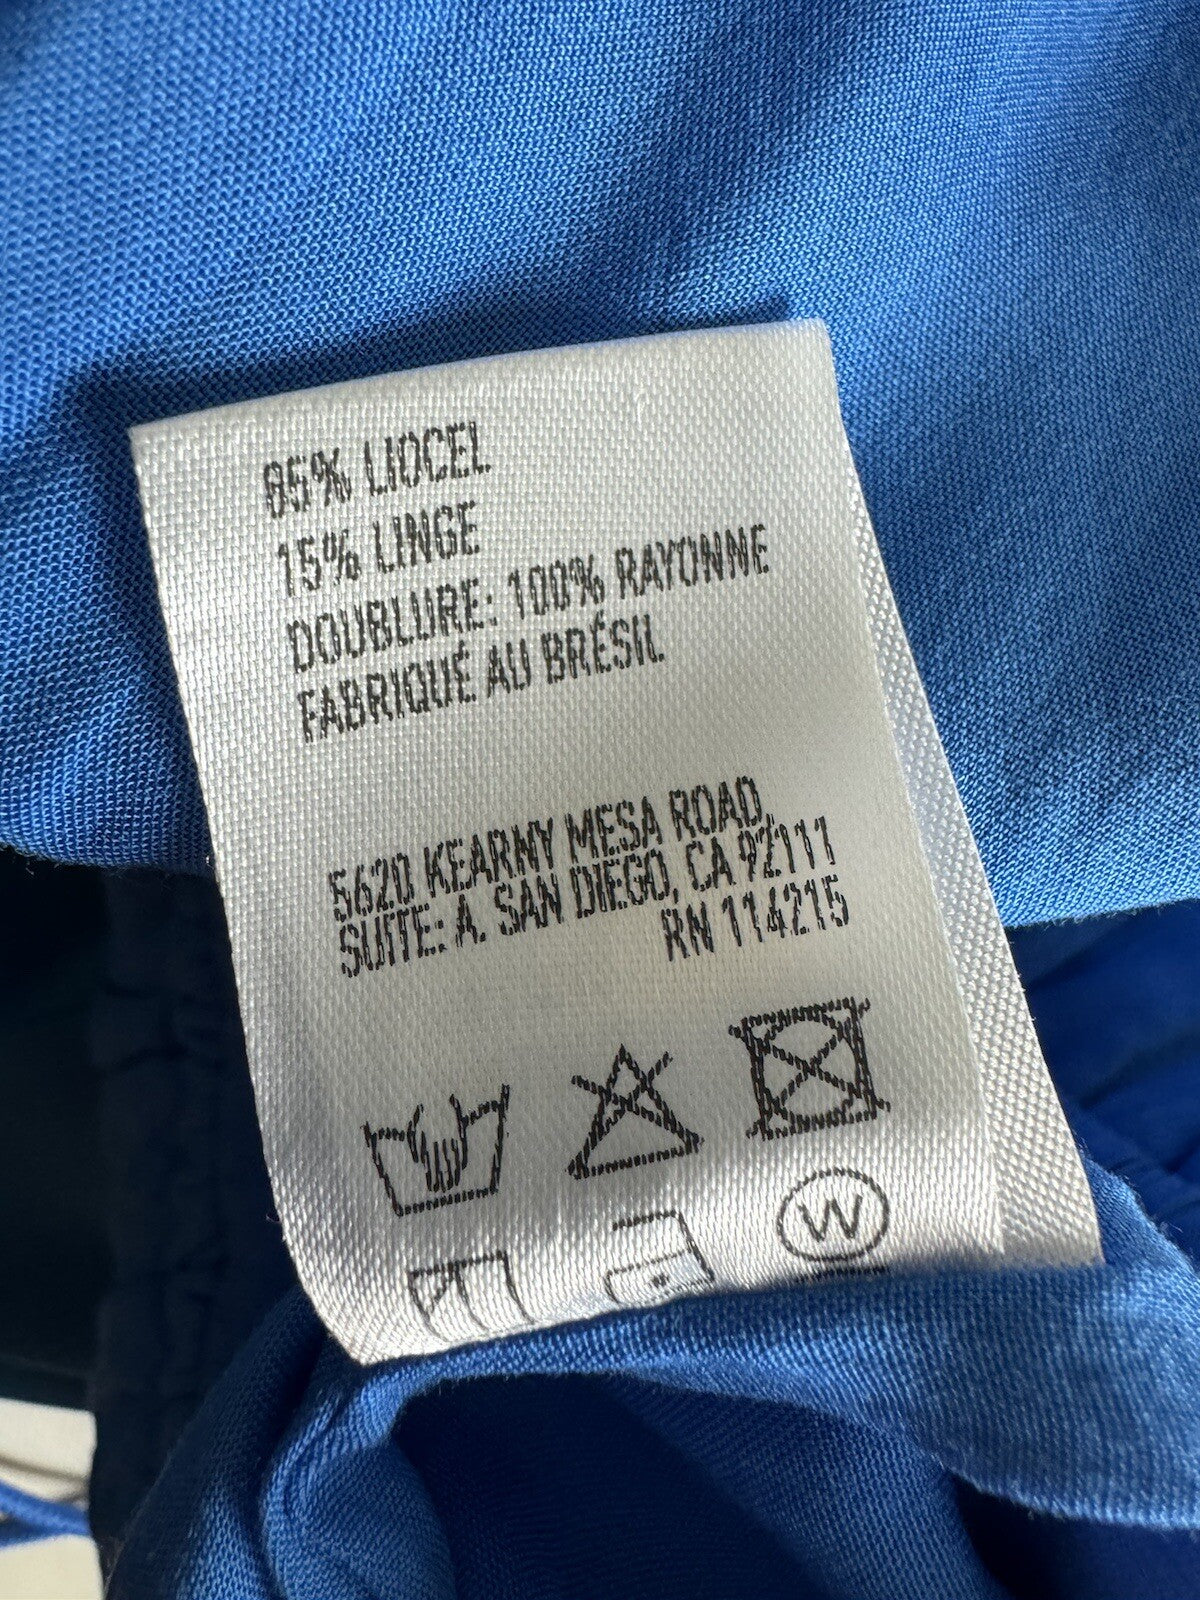 85% LIOCEL
15% LINGE
DOUBLURE: 100% RAYONNE
FABRIQUÉ AU BRÉSIL
5620 KEARNY MESA ROAD,
SUITE: A. SAN DIEGO, CA 92111
RN 114215
W